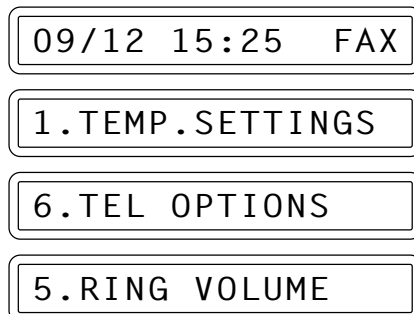 09/12 15:25 FAX
1.TEMP.SETTINGS
6.TEL OPTIONS
5.RING VOLUME